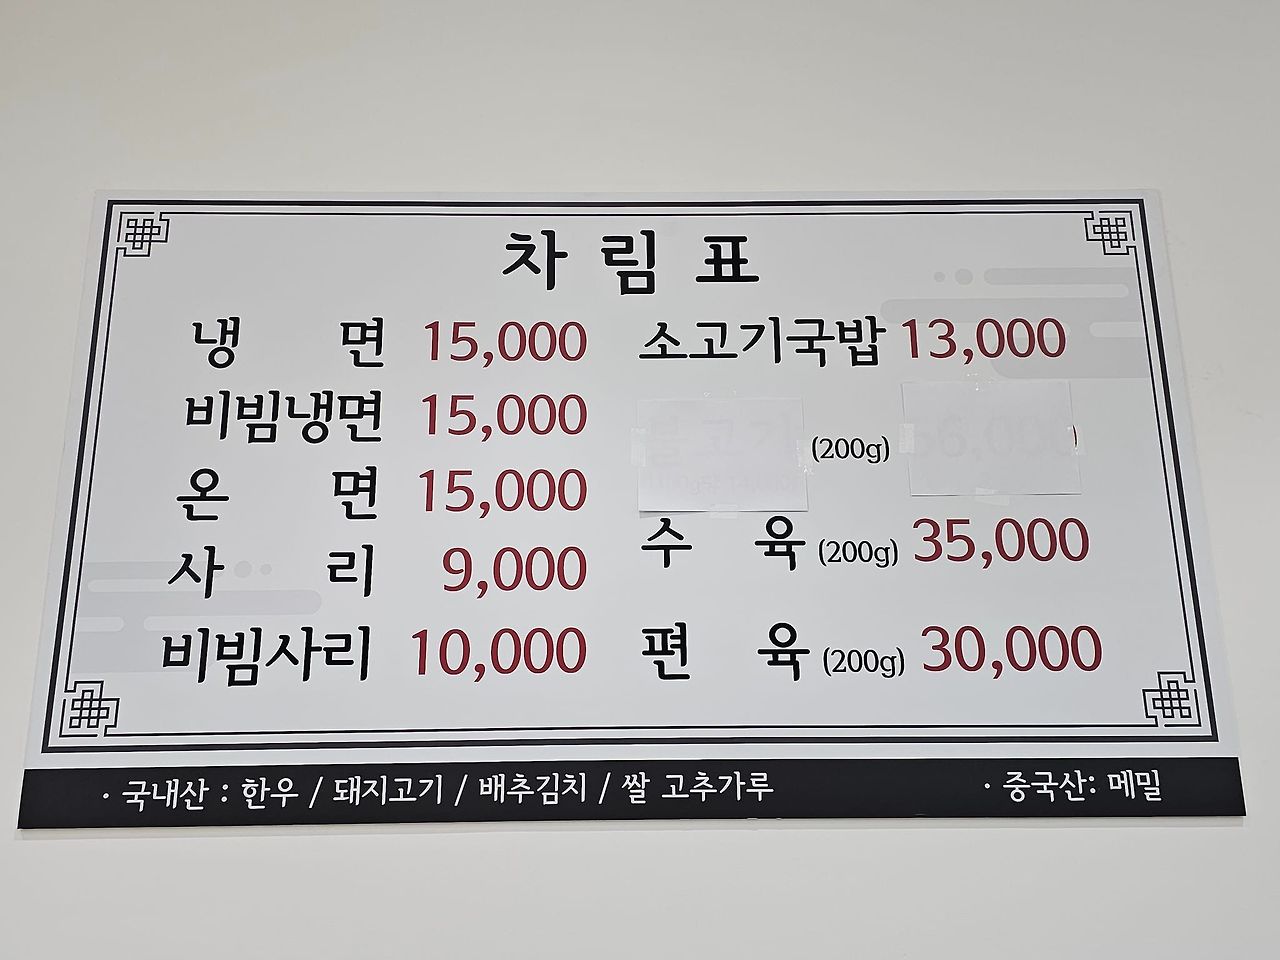 차림표
냉면 15,000
비빔냉면 15,000
온면 15,000
사리 9,000
비빔사리 10,000
소고기국밥 13,000
(200g)
수육 (200g) 35,000
편육 (200g) 30,000
· 국내산 : 한우 / 돼지고기 / 배추김치 / 쌀 고추가루
· 중국산: 메밀